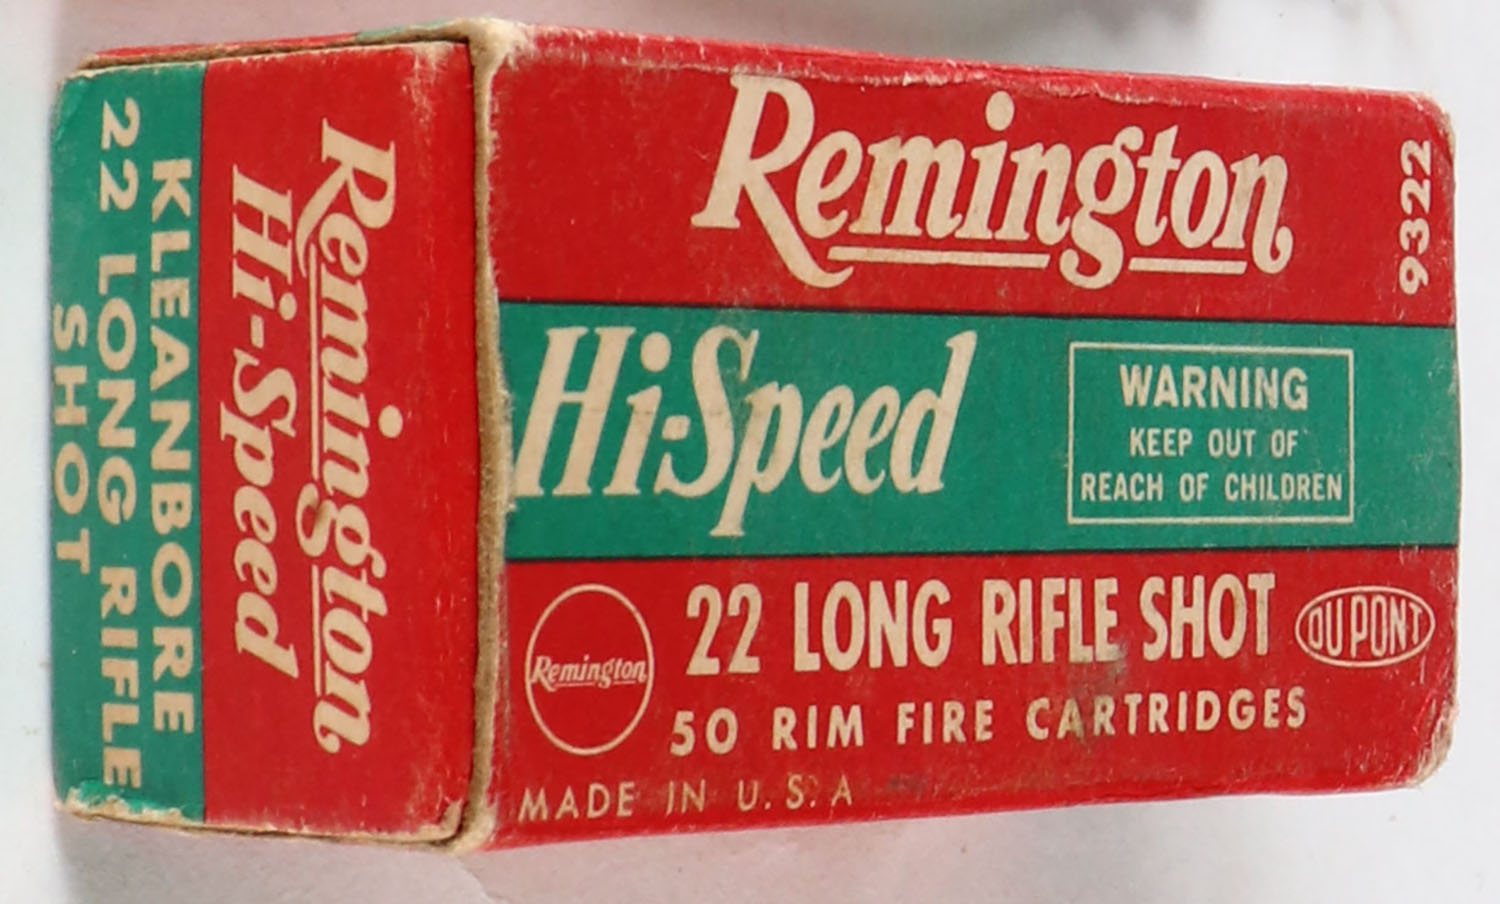 Remington
9322
Hi-Speed
WARNING
KEEP OUT OF
REACH OF CHILDREN
Remington
22 LONG RIFLE SHOT
DU PONT
50 RIM FIRE CARTRIDGES
MADE IN U.S.A
Remington
Hi-Speed
KLEANBORE
22 LONG RIFLE
SHOT